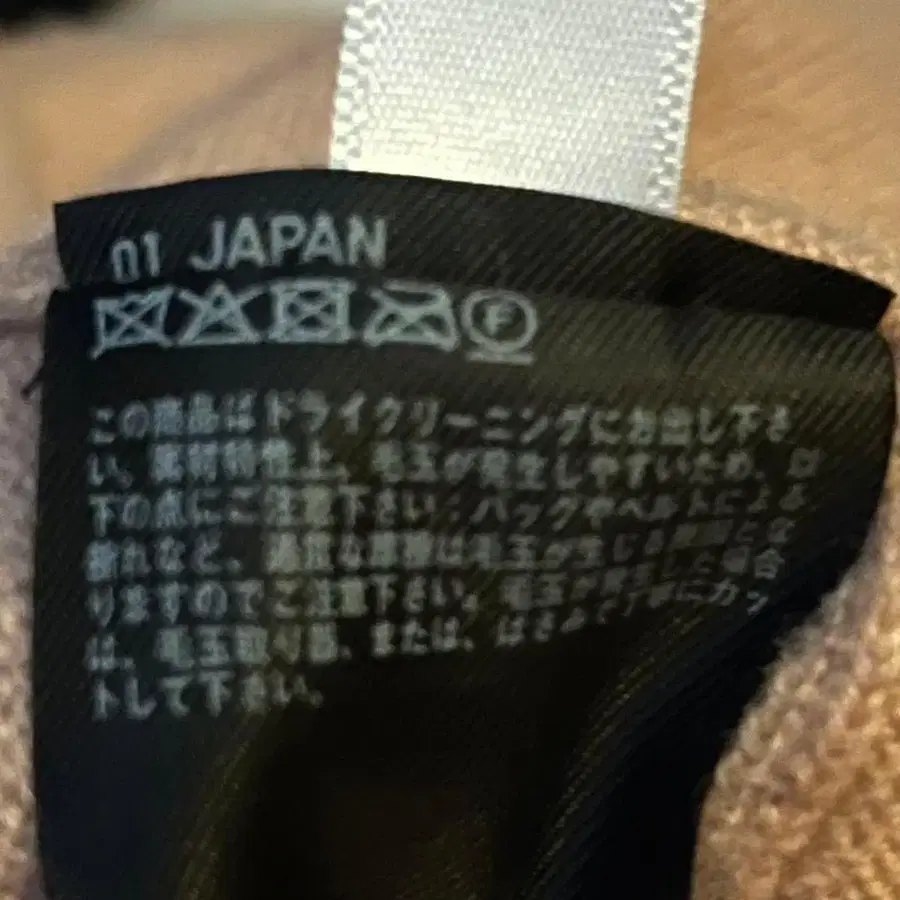 01 JAPAN
F
この商品はドライクリーニングにお出し下さ
い。素材特性上、毛玉が発生しやすいため、以
下の点にご注意下さい：バッグやベルトによる
擦れなど、過度な摩擦は毛玉が生じる原因とな
りますのでご注意下さい。毛玉が発生した場合
は、毛玉取り器、または、はさみで丁寧にカッ
トして下さい。